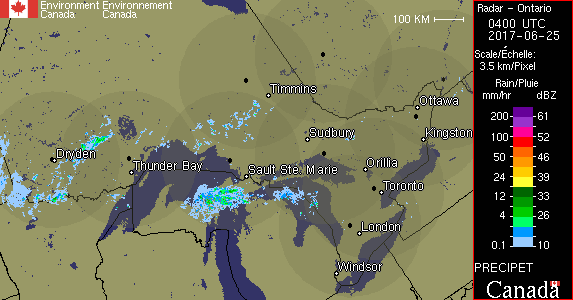 Environment Environnement
Canada Canada
100 KM
Timmins
Ottawa
Sudbury
Kingston
Dryden
Thunder Bay
Sault Ste. Marie
Orillia
Toronto
London
Windsor
Radar - Ontario
0400 UTC
2017-06-25
Scale/Échelle:
3.5 km/Pixel
Rain/Pluie
mm/hr dBZ
200 61
100 52
50 46
24 39
12 33
4 26
0.1 10
PRECIPET
Canada